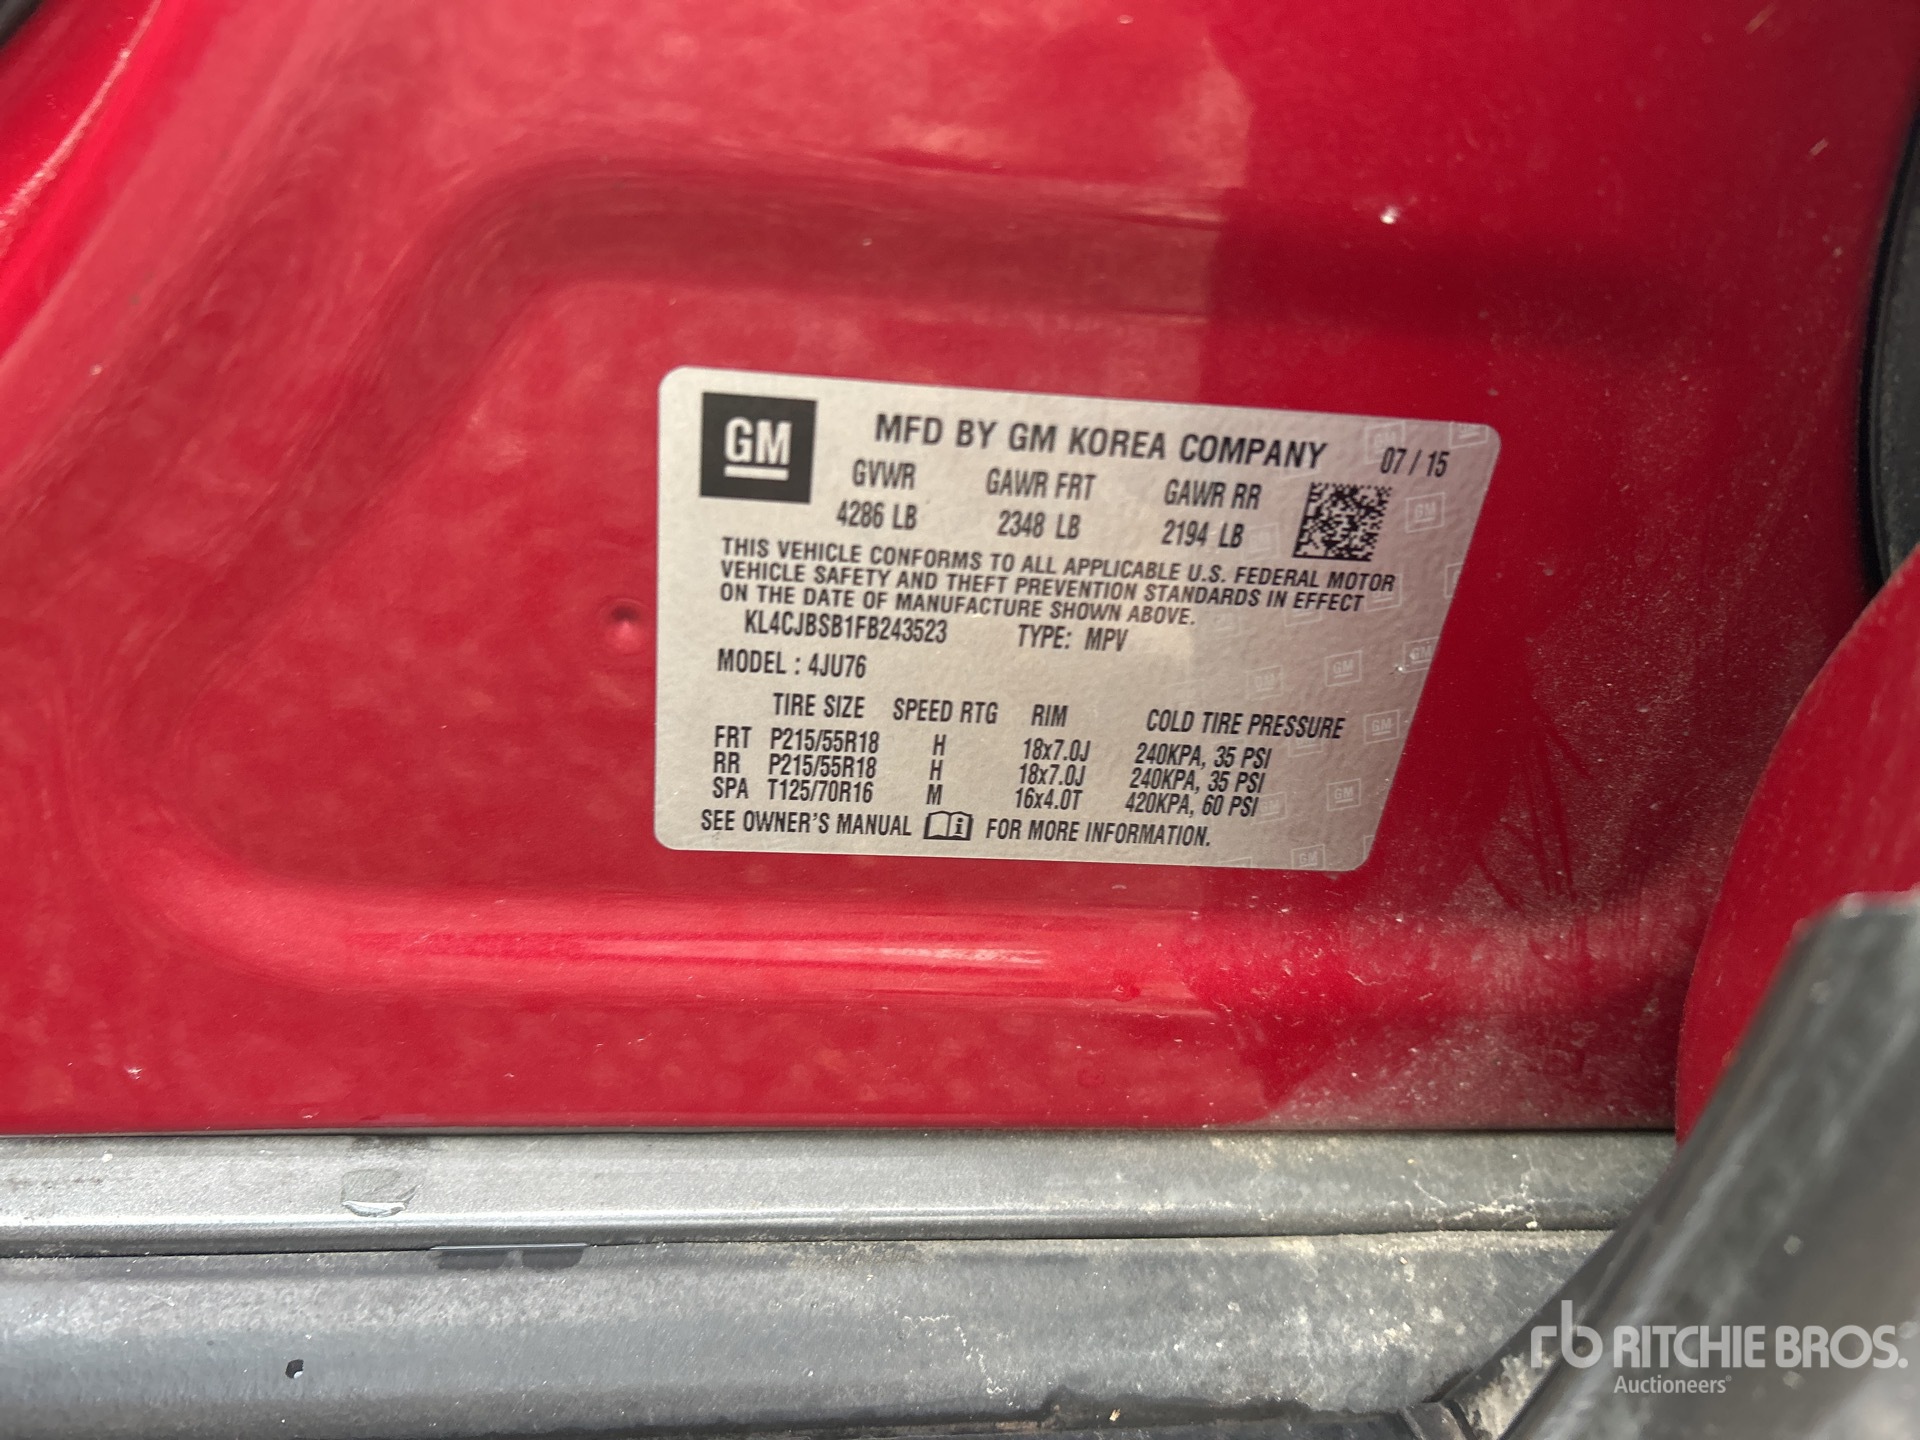 GM
MFD BY GM KOREA COMPANY 07/15
GVWR GAWR FRT GAWR RR
4286 LB 2348 LB 2194 LB
THIS VEHICLE CONFORMS TO ALL APPLICABLE U.S. FEDERAL MOTOR
VEHICLE SAFETY AND THEFT PREVENTION STANDARDS IN EFFECT
ON THE DATE OF MANUFACTURE SHOWN ABOVE.
KL4CJBSB1FB243523 TYPE: MPV
MODEL : 4JU76
TIRE SIZE SPEED RTG RIM COLD TIRE PRESSURE
FRT P215/55R18 H 18x7.0J 240KPA, 35 PSI
RR P215/55R18 H 18x7.0J 240KPA, 35 PSI
SPA T125/70R16 M 16x4.0T 420KPA, 60 PSI
SEE OWNER'S MANUAL FOR MORE INFORMATION.
rb RITCHIE BROS.
Auctioneers